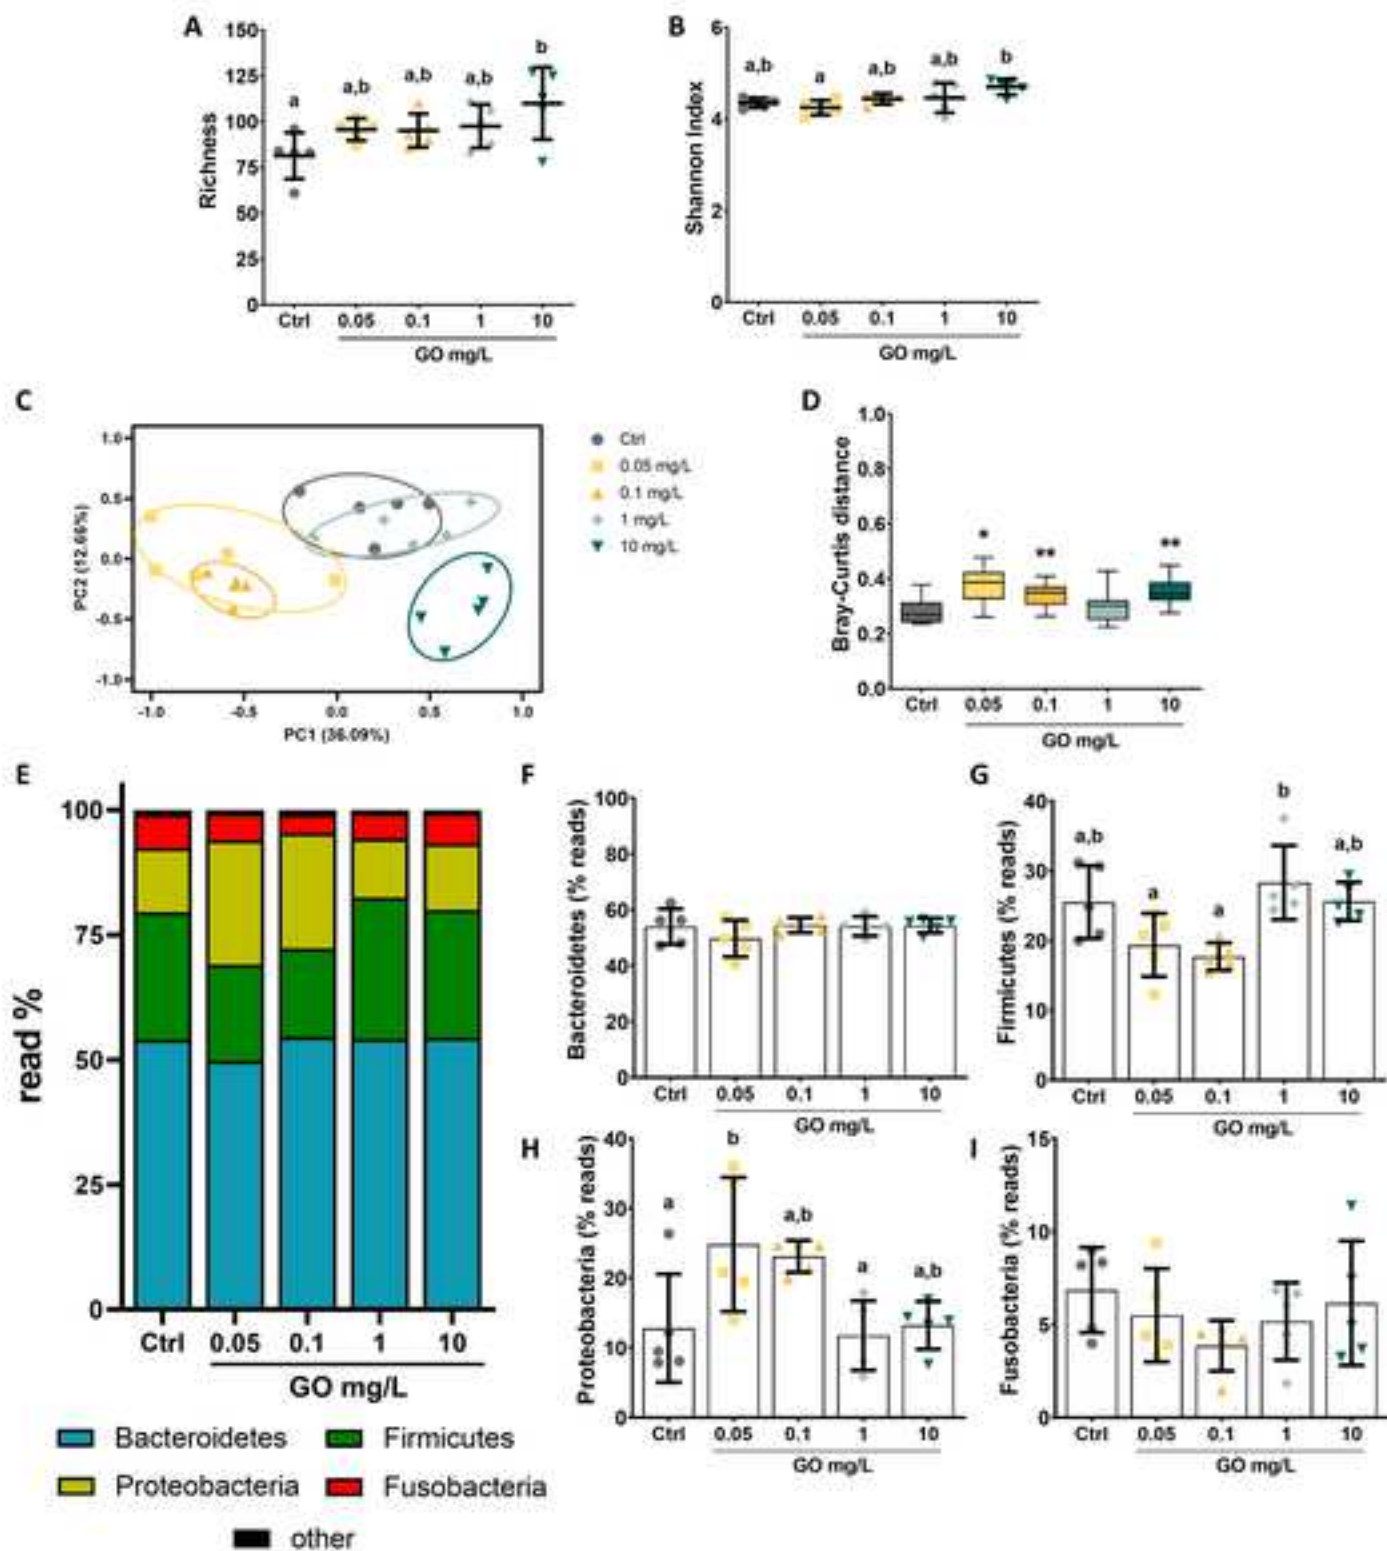 A
Richness
150
125
100
75
50
25
0
a
a,b
a,b
a,b
b
Ctrl 0.05 0.1 1 10
GO mg/L
B
Shannon Index
6
4
2
0
a,b
a
a,b
a,b
b
Ctrl 0.05 0.1 1 10
GO mg/L
C
PC2 (12.66%)
1.0
0.5
0.0
-0.5
-1.0
-1.0 -0.5 0.0 0.5 1.0
PC1 (36.09%)
Ctrl
0.05 mg/L
0.1 mg/L
1 mg/L
10 mg/L
D
Bray-Curtis distance
1.0
0.8
0.6
0.4
0.2
0.0
*
**
**
Ctrl 0.05 0.1 1 10
GO mg/L
E
read %
100
75
50
25
0
Ctrl 0.05 0.1 1 10
GO mg/L
Bacteroidetes
Firmicutes
Proteobacteria
Fusobacteria
other
F
Bacteroidetes (% reads)
100
80
60
40
20
0
Ctrl 0.05 0.1 1 10
GO mg/L
G
Firmicutes (% reads)
40
30
20
10
0
a,b
a
a
b
a,b
Ctrl 0.05 0.1 1 10
GO mg/L
H
Proteobacteria (% reads)
40
30
20
10
0
a
b
a,b
a
a,b
Ctrl 0.05 0.1 1 10
GO mg/L
I
Fusobacteria (% reads)
15
10
5
0
Ctrl 0.05 0.1 1 10
GO mg/L